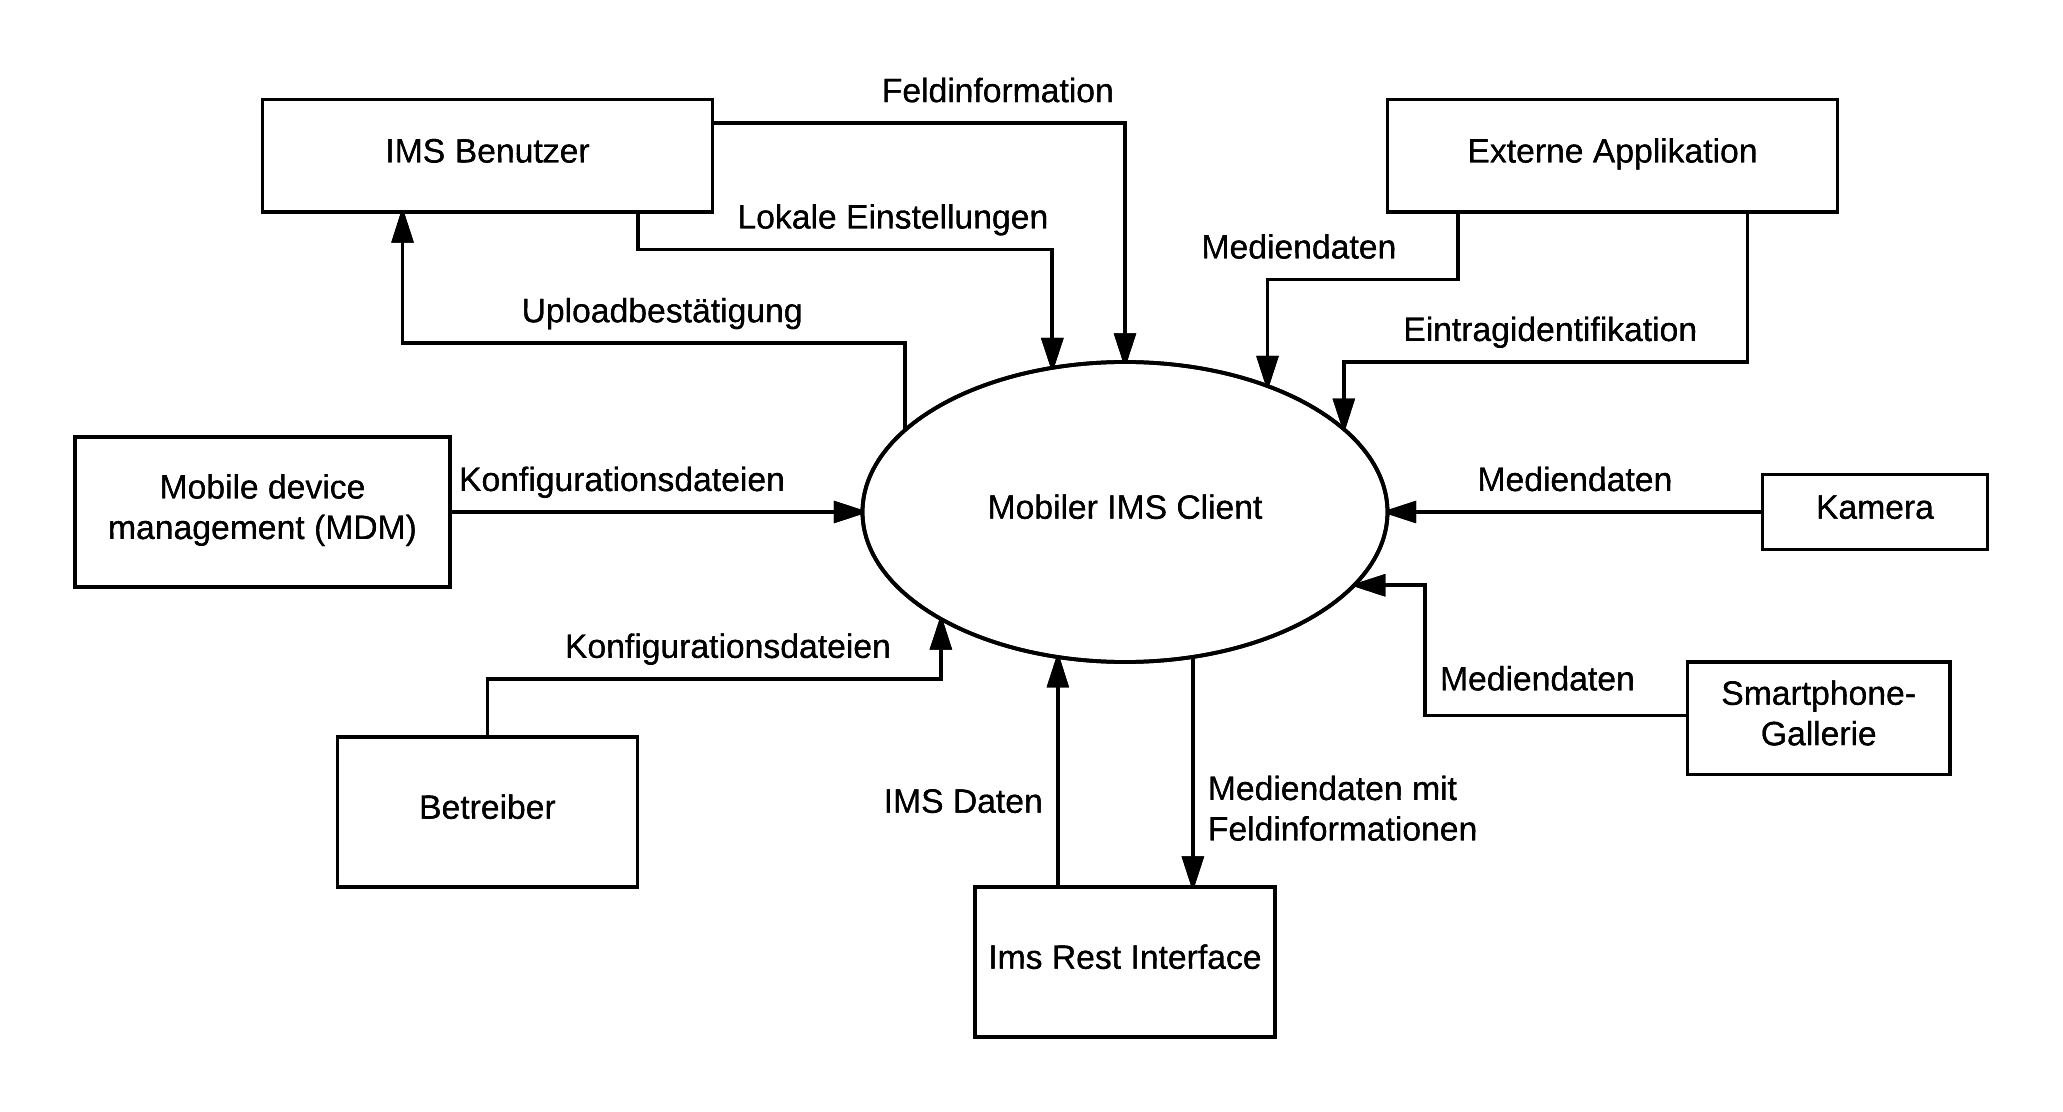 Feldinformation
IMS Benutzer
Externe Applikation
Lokale Einstellungen
Mediendaten
Uploadbestätigung
Eintragidentifikation
Mobile device
management (MDM)
Konfigurationsdateien
Mobiler IMS Client
Mediendaten
Kamera
Konfigurationsdateien
Mediendaten
Smartphone-
Gallerie
Betreiber
IMS Daten
Mediendaten mit
Feldinformationen
Ims Rest Interface